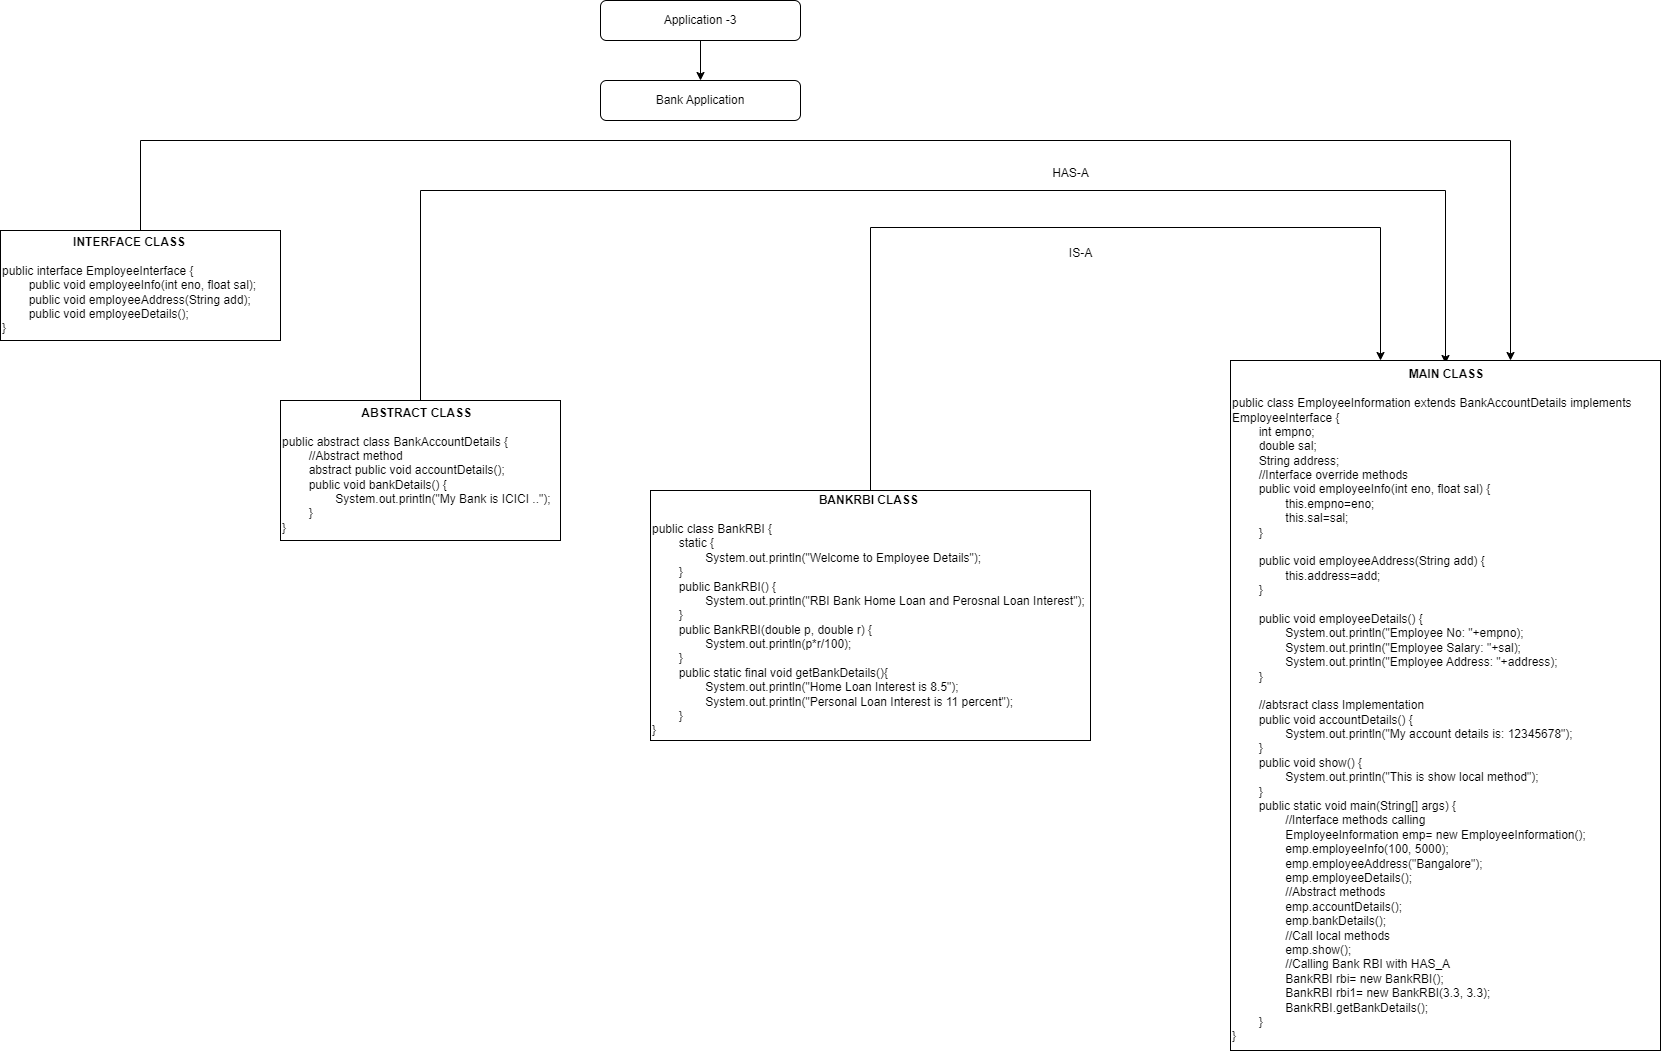 Application -3
Bank Application
HAS-A
IS-A
INTERFACE CLASS
public interface EmployeeInterface {
public void employeeInfo(int eno, float sal);
public void employeeAddress(String add);
public void employeeDetails();
}
ABSTRACT CLASS
public abstract class BankAccountDetails {
//Abstract method
abstract public void accountDetails();
public void bankDetails() {
System.out.println("My Bank is ICICI ..");
}
}
BANKRBI CLASS
public class BankRBI {
static {
System.out.println("Welcome to Employee Details");
}
public BankRBI() {
System.out.println("RBI Bank Home Loan and Perosnal Loan Interest");
}
public BankRBI(double p, double r) {
System.out.println(p*r/100);
}
public static final void getBankDetails(){
System.out.println("Home Loan Interest is 8.5");
System.out.println("Personal Loan Interest is 11 percent");
}
}
MAIN CLASS
public class EmployeeInformation extends BankAccountDetails implements
EmployeeInterface {
int empno;
double sal;
String address;
//Interface override methods
public void employeeInfo(int eno, float sal) {
this.empno=eno;
this.sal=sal;
}
public void employeeAddress(String add) {
this.address=add;
}
public void employeeDetails() {
System.out.println("Employee No: "+empno);
System.out.println("Employee Salary: "+sal);
System.out.println("Employee Address: "+address);
}
//abtsract class Implementation
public void accountDetails() {
System.out.println("My account details is: 12345678");
}
public void show() {
System.out.println("This is show local method");
}
public static void main(String[] args) {
//Interface methods calling
EmployeeInformation emp= new EmployeeInformation();
emp.employeeInfo(100, 5000);
emp.employeeAddress("Bangalore");
emp.employeeDetails();
//Abstract methods
emp.accountDetails();
emp.bankDetails();
//Call local methods
emp.show();
//Calling Bank RBI with HAS_A
BankRBI rbi= new BankRBI();
BankRBI rbi1= new BankRBI(3.3, 3.3);
BankRBI.getBankDetails();
}
}